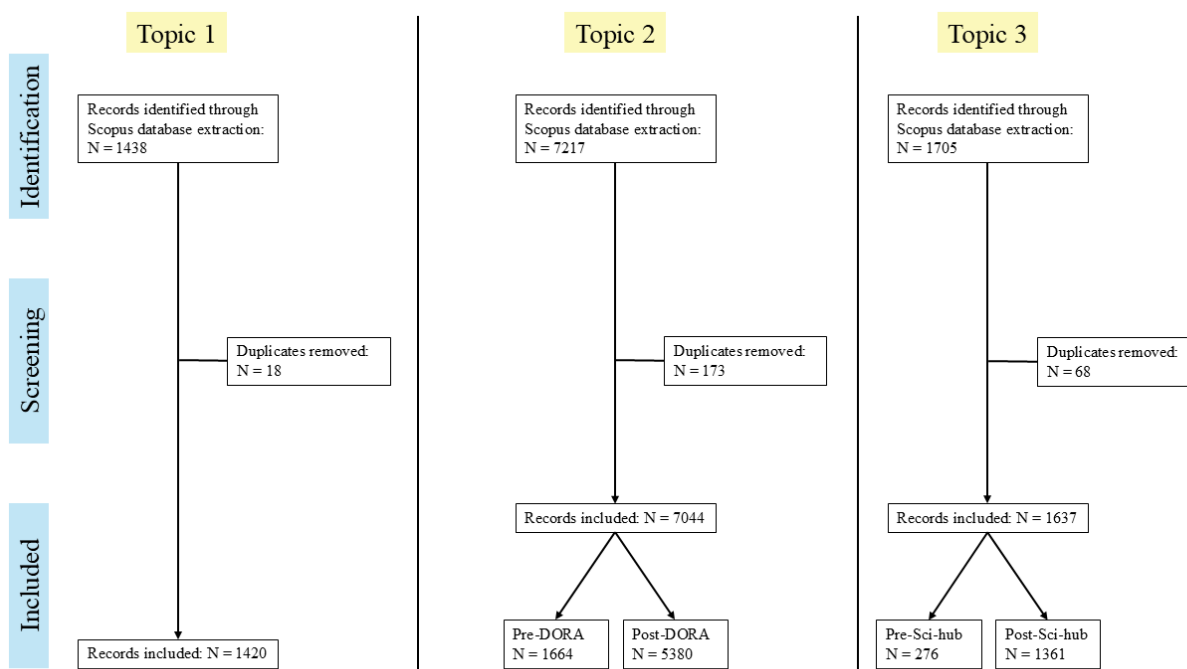 Topic 1
Topic 2
Topic 3
Identification
Records identified through
Scopus database extraction:
N = 1438
Records identified through
Scopus database extraction:
N = 7217
Records identified through
Scopus database extraction:
N = 1705
Screening
Duplicates removed:
N = 18
Duplicates removed:
N = 173
Duplicates removed:
N = 68
Included
Records included: N = 7044
Records included: N = 1637
Pre-DORA
N = 1664
Post-DORA
N = 5380
Pre-Sci-hub
N = 276
Post-Sci-hub
N = 1361
Records included: N = 1420